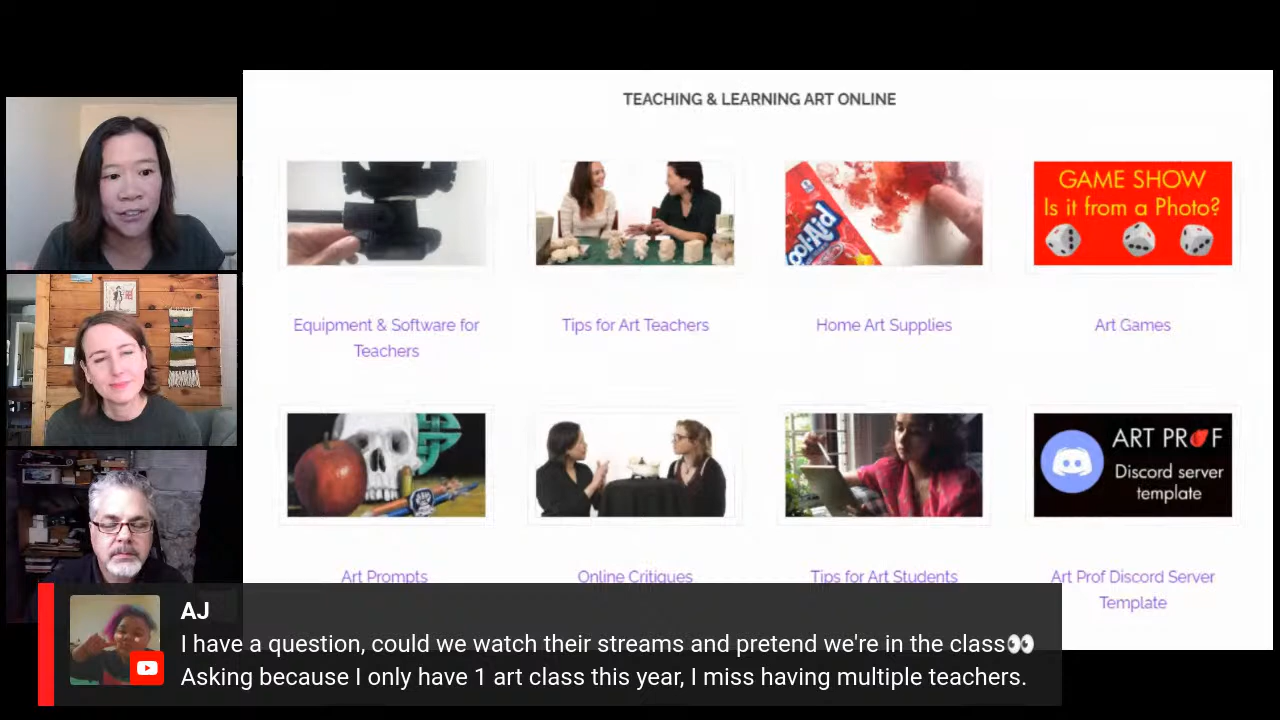 TEACHING & LEARNING ART ONLINE
ool-Aid
GAME SHOW
Is it from a Photo?
Equipment & Software for
Teachers
Tips for Art Teachers
Home Art Supplies
Art Games
ART PR F
Discord server
template
Art Prompts
Online Critiques
Tips for Art Students
Art Prof Discord Server
Template
AJ
I have a question, could we watch their streams and pretend we're in the class👀
Asking because I only have 1 art class this year, I miss having multiple teachers.